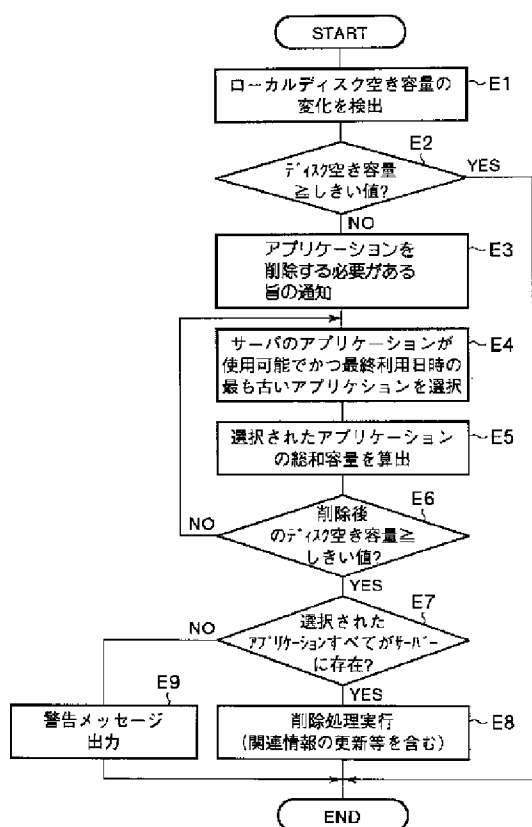 START
ローカルディスク空き容量の
変化を検出
E1
E2
ディスク空き容量
≧しきい値?
YES
NO
アプリケーションを
削除する必要がある
旨の通知
E3
サーバのアプリケーションが
使用可能でかつ最終利用日時の
最も古いアプリケションを選択
E4
選択されたアプリケーション
の総和容量を算出
E5
E6
削除後
のディスク空き容量≧
しきい値?
NO
YES
E7
選択された
アプリケーションすべてがサーバー
に存在?
NO
YES
E9
警告メッセージ
出力
削除処理実行
(関連情報の更新等を含む)
E8
END